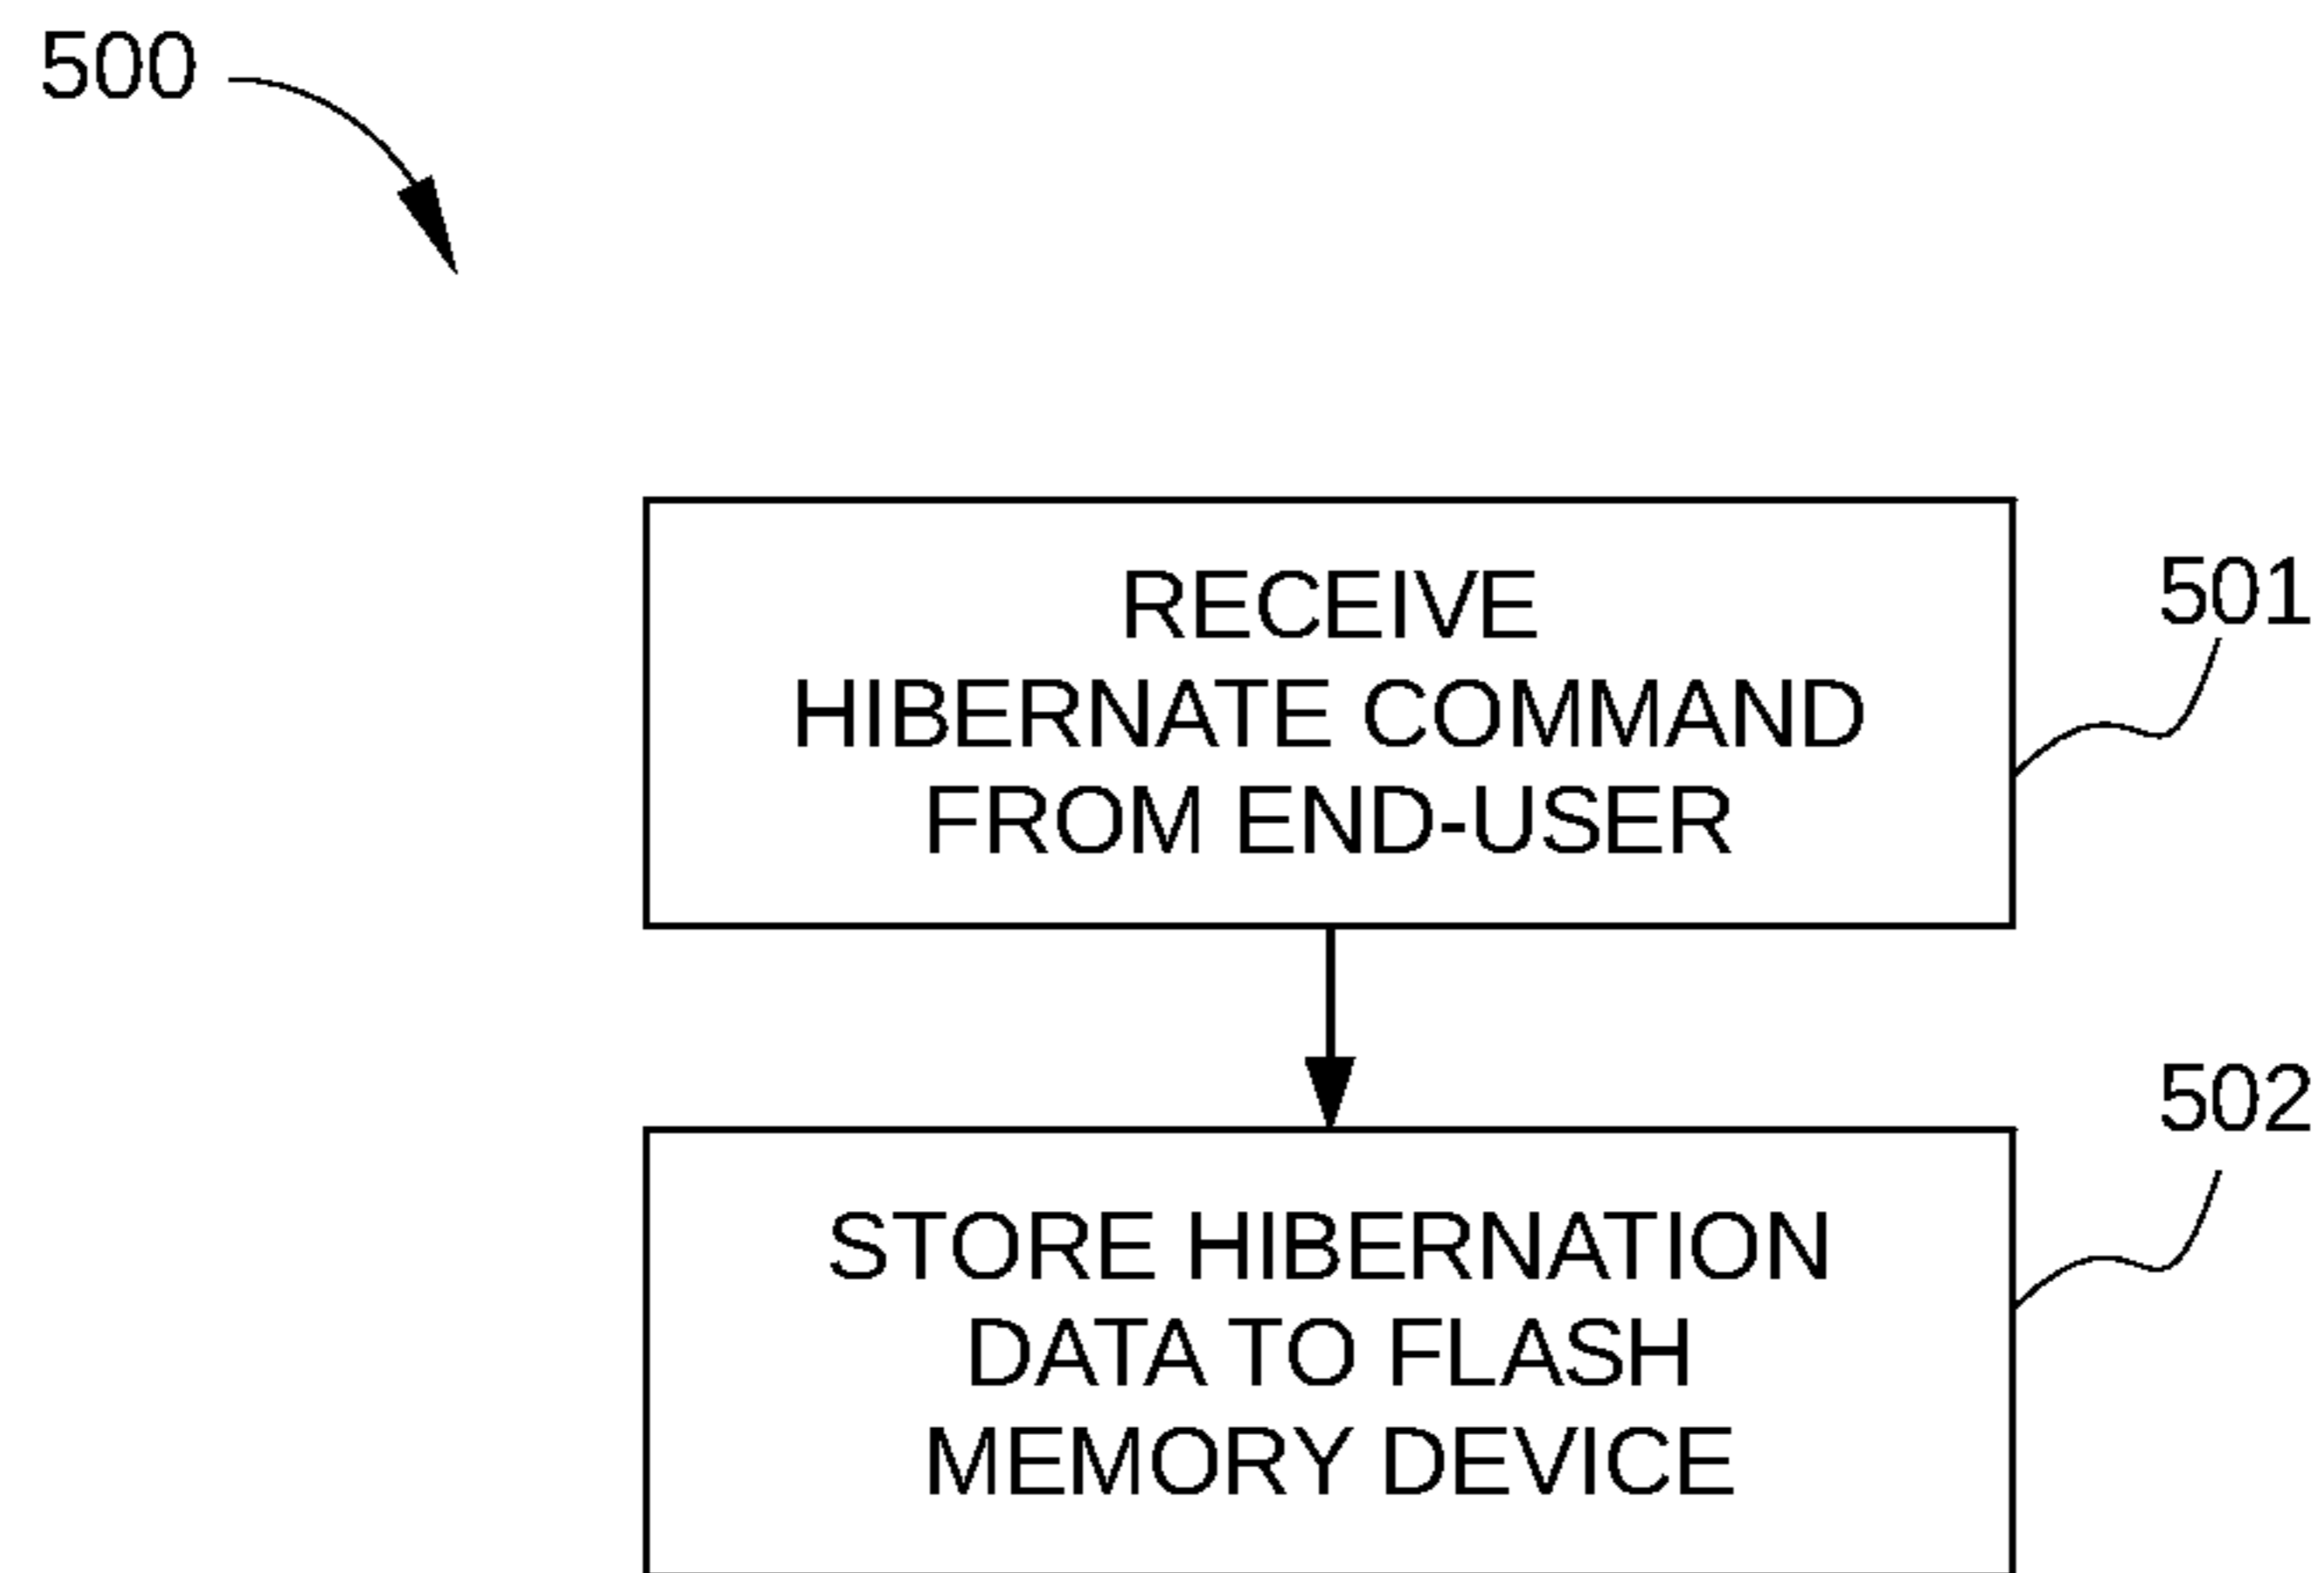 500
RECEIVE
HIBERNATE COMMAND
FROM END-USER
501
502
STORE HIBERNATION
DATA TO FLASH
MEMORY DEVICE